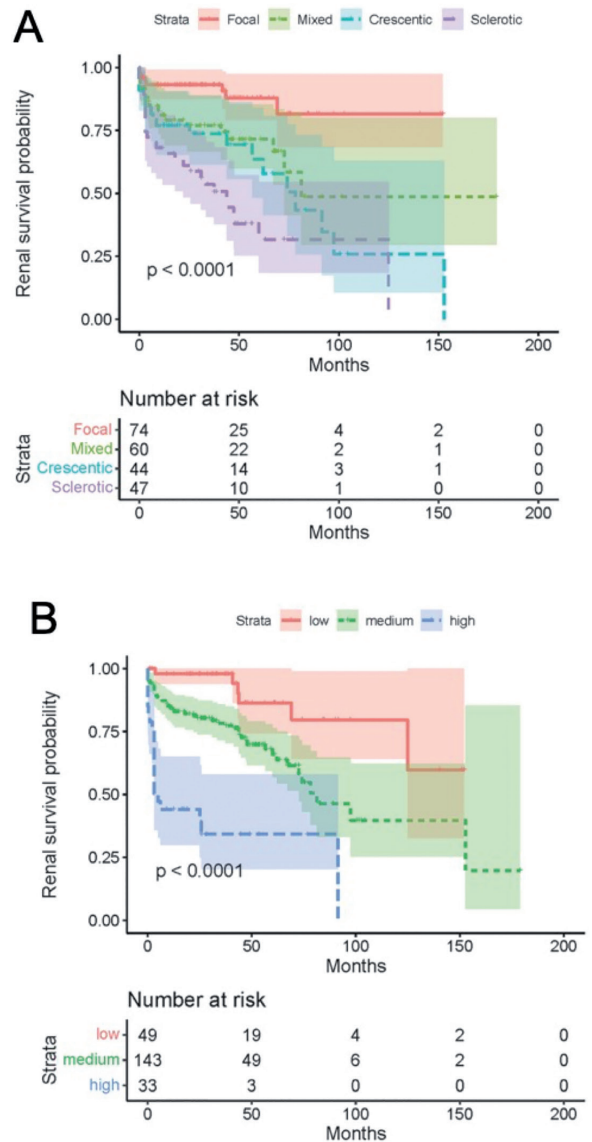 A
Strata Focal Mixed Crescentic Sclerotic
Renal survival probability
1.00
0.75
0.50
0.25
0.00
p < 0.0001
0 50 100 150 200
Months
Number at risk
Strata
Focal 74 25 4 2 0
Mixed 60 22 2 1 0
Crescentic 44 14 3 1 0
Sclerotic 47 10 1 0 0
0 50 100 150 200
Months
B
Strata low medium high
Renal survival probability
1.00
0.75
0.50
0.25
0.00
p < 0.0001
0 50 100 150 200
Months
Number at risk
Strata
low 49 19 4 2 0
medium 143 49 6 2 0
high 33 3 0 0 0
0 50 100 150 200
Months